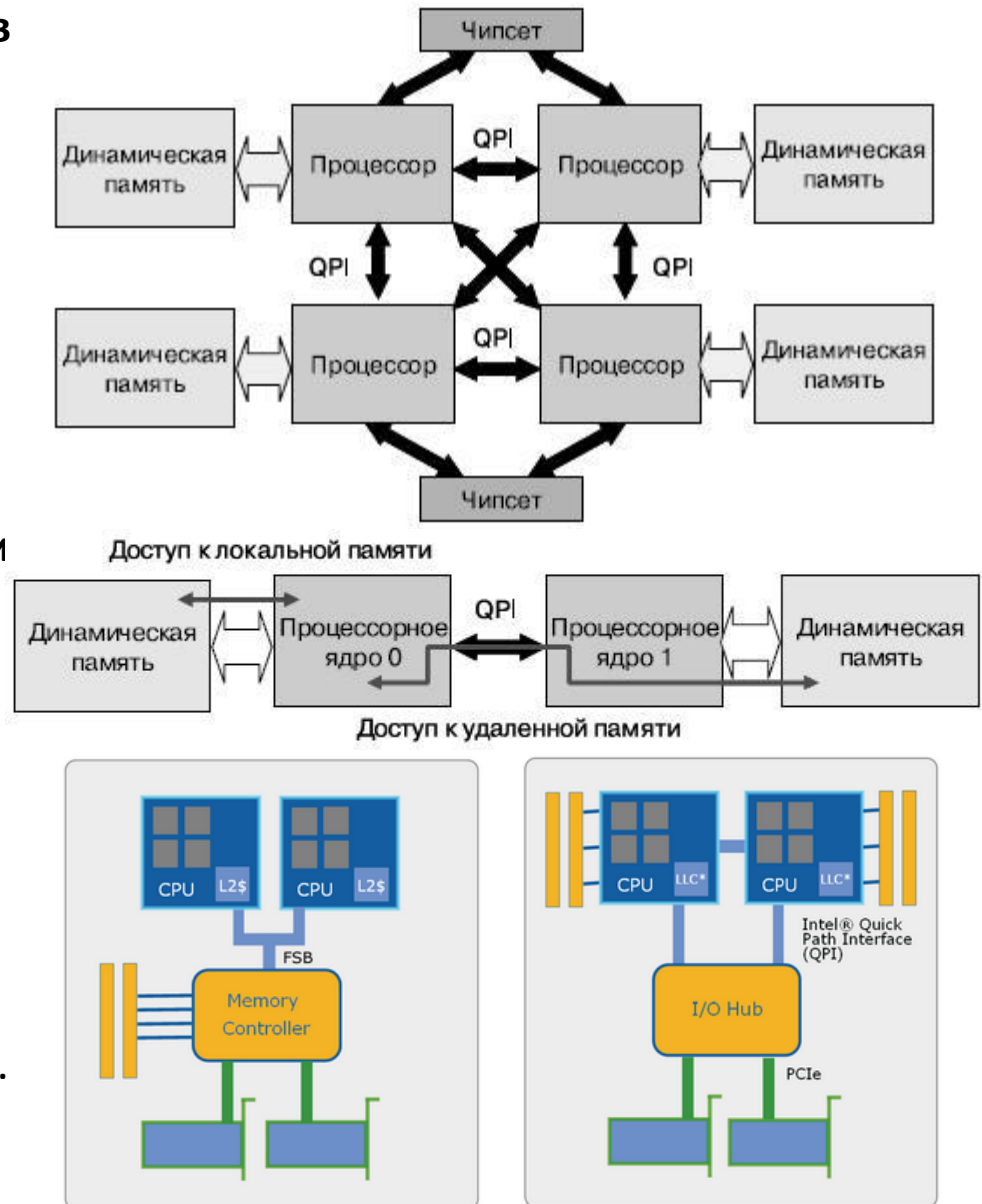 в
Чипсет
Динамическая
память
Процессор
QPI
Процессор
Динамическая
память
QPI
QPI
Динамическая
память
Процессор
QPI
Процессор
Динамическая
память
Чипсет
Доступ к локальной памяти
Динамическая
память
Процессорное
ядро 0
QPI
Процессорное
ядро 1
Динамическая
память
Доступ к удаленной памяти
CPU
L2$
CPU
L2$
FSB
Memory
Controller
CPU
LLC*
CPU
LLC*
Intel® Quick
Path Interface
(QPI)
I/O Hub
PCIe
.